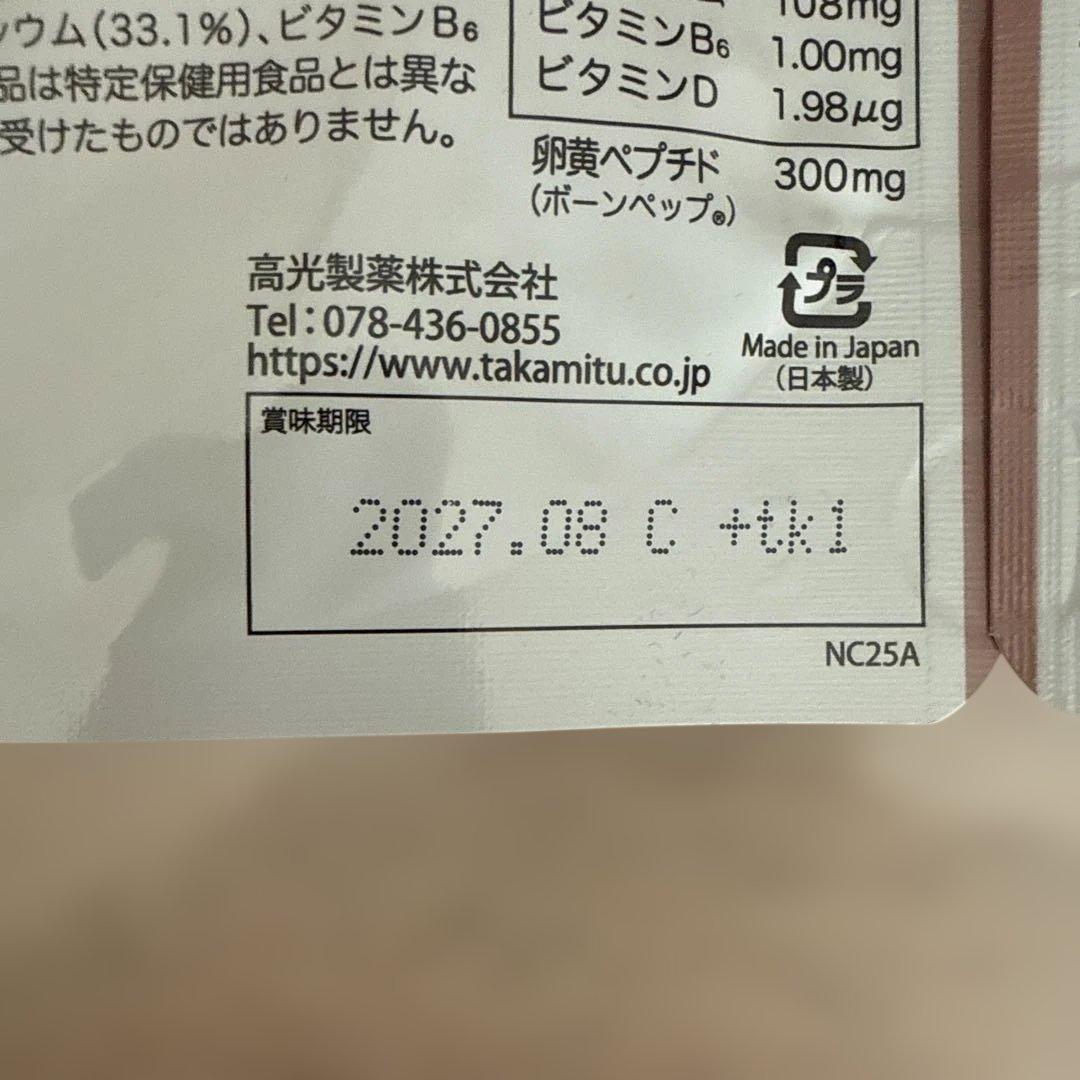 ウム(33.1%)、ビタミンB₆
品は特定保健用食品とは異な
受けたものではありません。
108mg
ビタミンB₆ 1.00mg
ビタミンD 1.98μg
卵黄ペプチド 300mg
(ボーンペップ®)
高光製薬株式会社
Tel:078-436-0855
https://www.takamitu.co.jp
プラ
Made in Japan
(日本製)
賞味期限
2027.08 C +tk1
NC25A